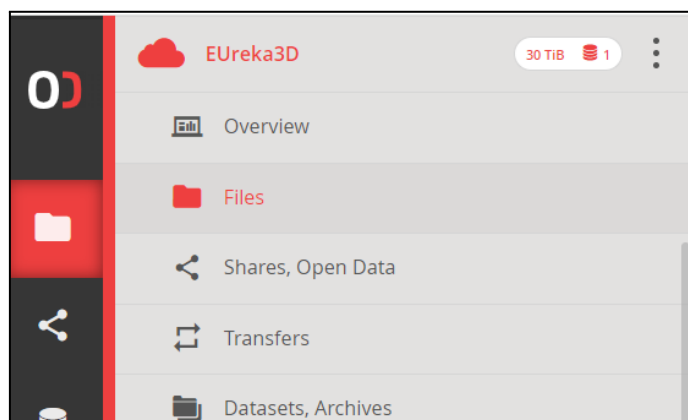 EUreka3D
30 TiB 1
Overview
Files
Shares, Open Data
Transfers
Datasets, Archives